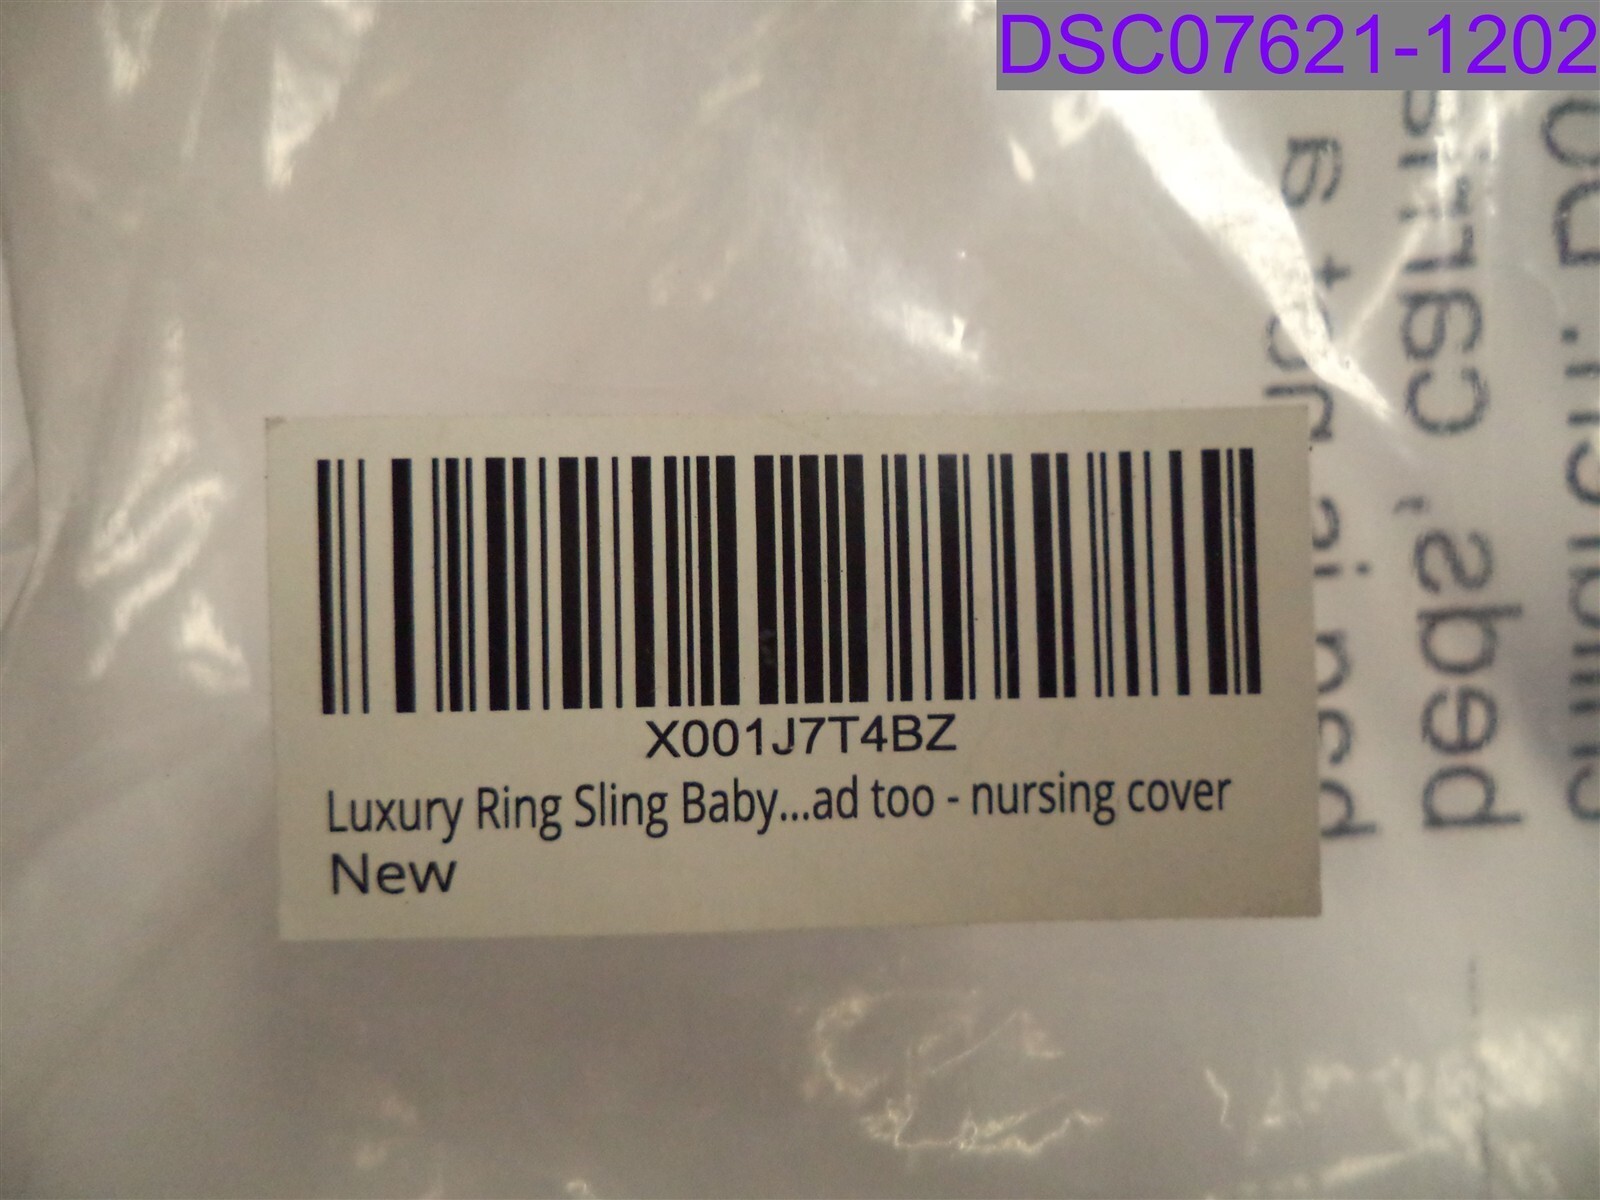 DSC07621-1202
X001J7T4BZ
Luxury Ring Sling Baby...ad too - nursing cover
New